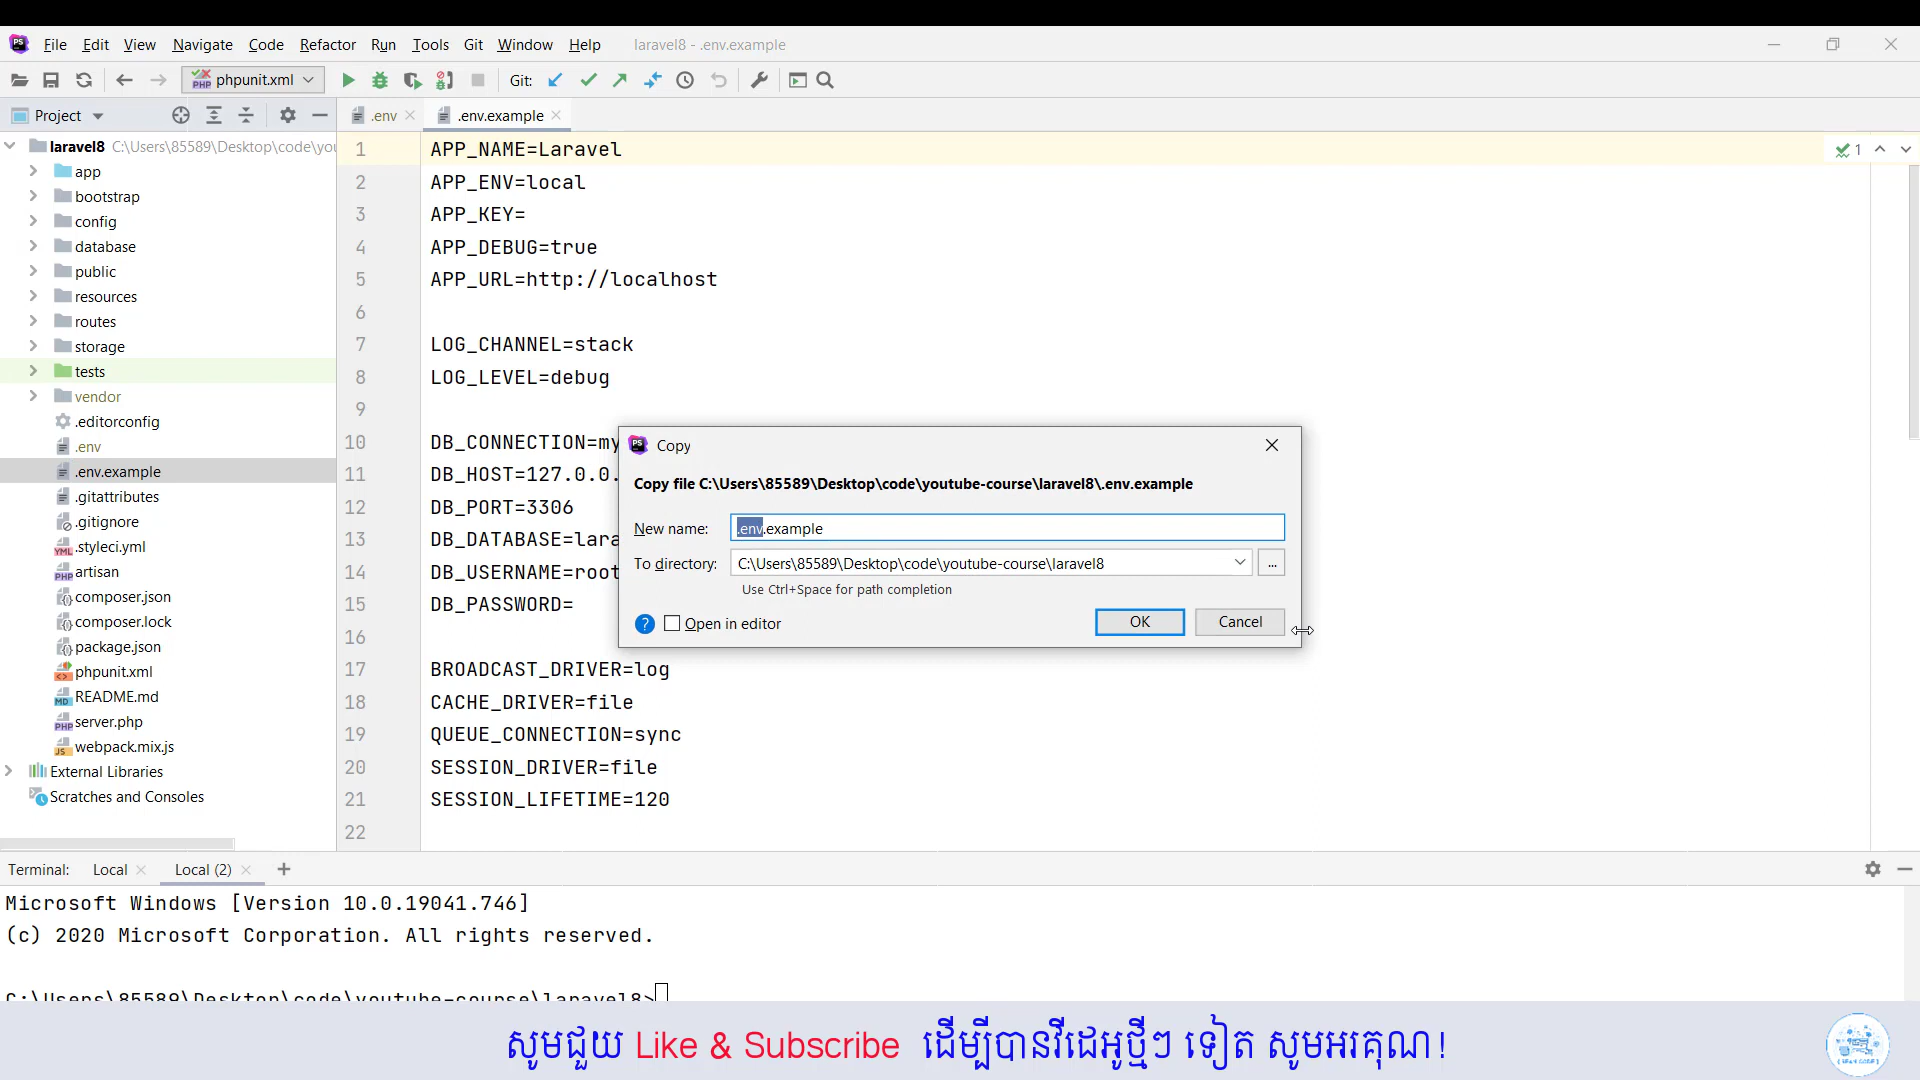 File Edit View Navigate Code Refactor Run Tools Git Window Help laravel8 - .env.example
phpunit.xml Git:
Project
.env .env.example
laravel8 C:\Users\85589\Desktop\code\you
app
bootstrap
config
database
public
resources
routes
storage
tests
vendor
.editorconfig
.env
.env.example
.gitattributes
.gitignore
.styleci.yml
artisan
composer.json
composer.lock
package.json
phpunit.xml
README.md
server.php
webpack.mix.js
External Libraries
Scratches and Consoles
1 APP_NAME=Laravel
2 APP_ENV=local
3 APP_KEY=
4 APP_DEBUG=true
5 APP_URL=http://localhost
6
7 LOG_CHANNEL=stack
8 LOG_LEVEL=debug
9
10 DB_CONNECTION=my
11 DB_HOST=127.0.0.
12 DB_PORT=3306
13 DB_DATABASE=lara
14 DB_USERNAME=root
15 DB_PASSWORD=
16
17 BROADCAST_DRIVER=log
18 CACHE_DRIVER=file
19 QUEUE_CONNECTION=sync
20 SESSION_DRIVER=file
21 SESSION_LIFETIME=120
22
1
Copy
Copy file C:\Users\85589\Desktop\code\youtube-course\laravel8\.env.example
New name: .env.example
To directory: C:\Users\85589\Desktop\code\youtube-course\laravel8 ...
Use Ctrl+Space for path completion
? Open in editor OK Cancel
Terminal: Local Local (2)
Microsoft Windows [Version 10.0.19041.746]
(c) 2020 Microsoft Corporation. All rights reserved.
C:\Users\85589\Desktop\code\youtube-course\laravel8>
សូមជួយ Like & Subscribe ដើម្បីបានវីដេអូថ្មីៗ ទៀត សូមអរគុណ!